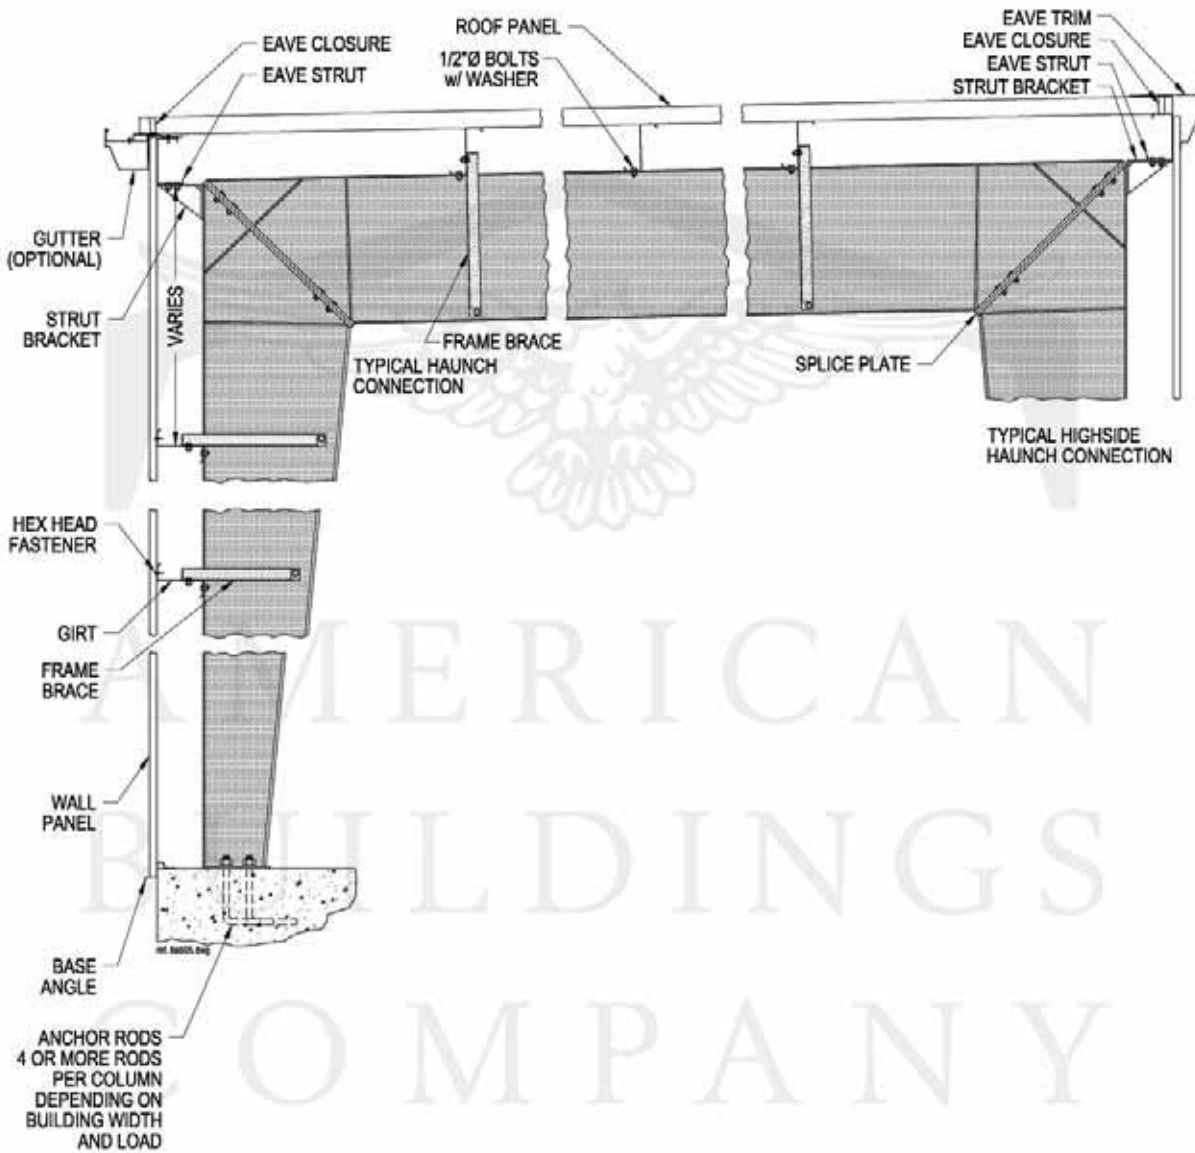 EAVE CLOSURE
EAVE STRUT
ROOF PANEL
1/2"Ø BOLTS
w/ WASHER
EAVE TRIM
EAVE CLOSURE
EAVE STRUT
STRUT BRACKET
GUTTER
(OPTIONAL)
STRUT
BRACKET
VARIES
FRAME BRACE
TYPICAL HAUNCH
CONNECTION
SPLICE PLATE
TYPICAL HIGHSIDE
HAUNCH CONNECTION
HEX HEAD
FASTENER
GIRT
FRAME
BRACE
WALL
PANEL
BASE
ANGLE
ANCHOR RODS
4 OR MORE RODS
PER COLUMN
DEPENDING ON
BUILDING WIDTH
AND LOAD
AMERICAN
BUILDINGS
COMPANY